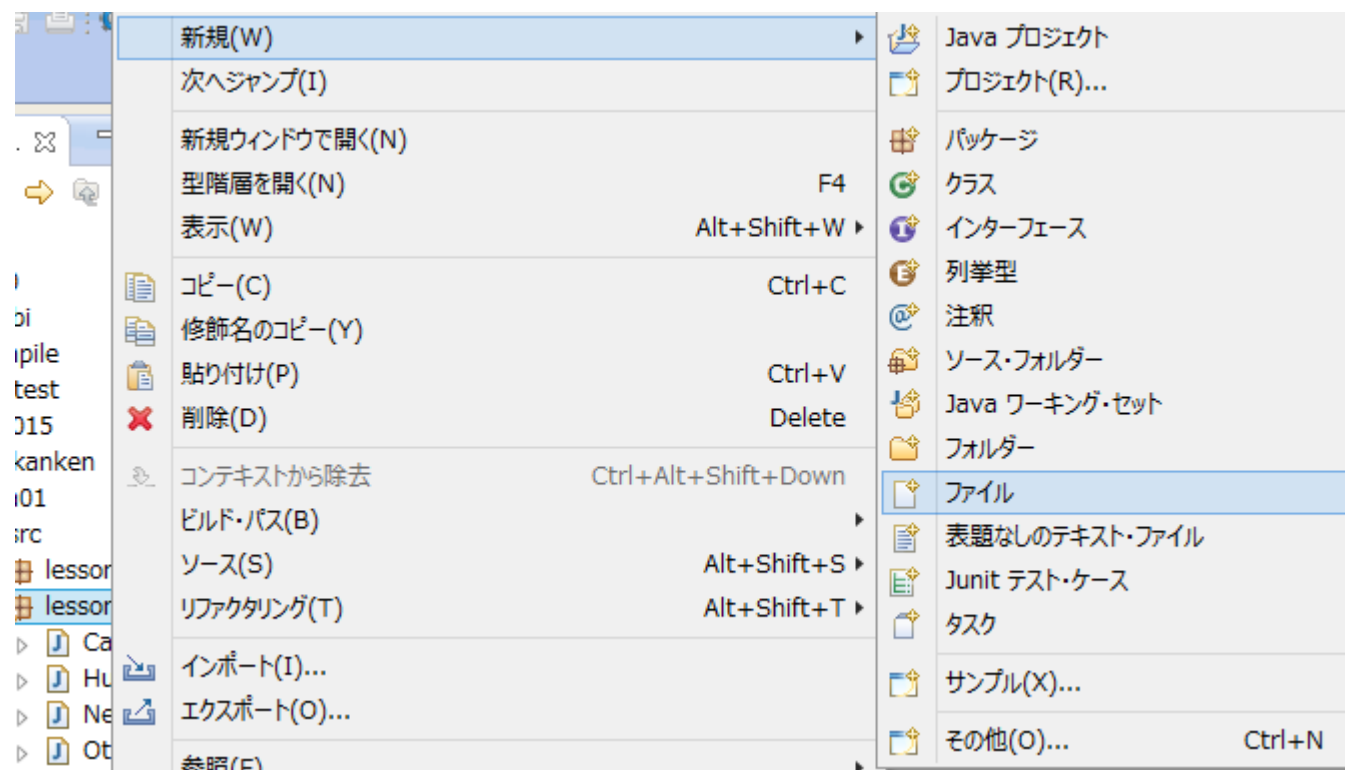 新規(W)
次へジャンプ(I)
新規ウィンドウで開く(N)
型階層を開く(N) F4
表示(W) Alt+Shift+W
コピー(C) Ctrl+C
修飾名のコピー(Y)
貼り付け(P) Ctrl+V
削除(D) Delete
コンテキストから除去 Ctrl+Alt+Shift+Down
ビルド・パス(B)
ソース(S) Alt+Shift+S
リファクタリング(T) Alt+Shift+T
インポート(I)...
エクスポート(O)...
Java プロジェクト
プロジェクト(R)...
パッケージ
クラス
インターフェース
列挙型
注釈
ソース・フォルダー
Java ワーキング・セット
フォルダー
ファイル
表題なしのテキスト・ファイル
Junit テスト・ケース
タスク
サンプル(X)...
その他(O)... Ctrl+N
test
015
kanken
01
src
lesson
lesson
Ca
Hu
Ne
Ot